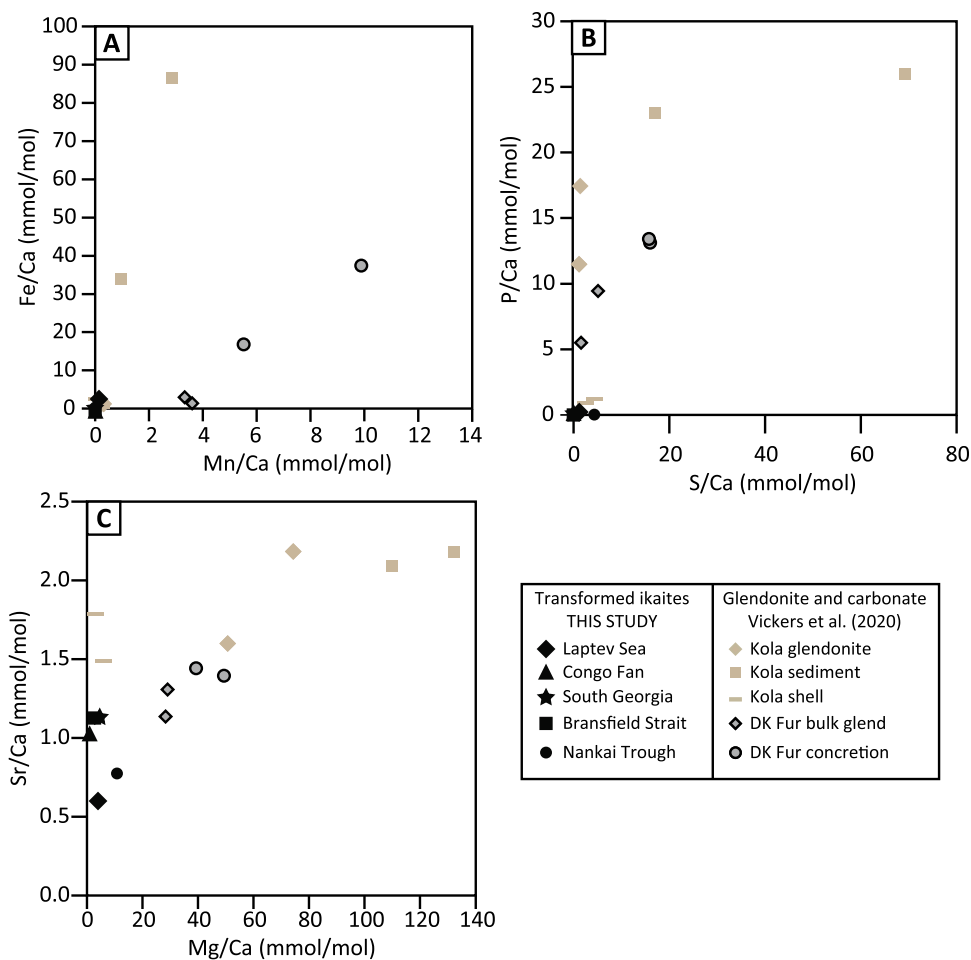 A
100
90
80
70
60
50
40
30
20
10
0
Fe/Ca (mmol/mol)
0 2 4 6 8 10 12 14
Mn/Ca (mmol/mol)
B
30
25
20
15
10
5
0
P/Ca (mmol/mol)
0 20 40 60 80
S/Ca (mmol/mol)
C
2.5
2.0
1.5
1.0
0.5
0.0
Sr/Ca (mmol/mol)
0 20 40 60 80 100 120 140
Mg/Ca (mmol/mol)
Transformed ikaites
THIS STUDY
Laptev Sea
Congo Fan
South Georgia
Bransfield Strait
Nankai Trough
Glendonite and carbonate
Vickers et al. (2020)
Kola glendonite
Kola sediment
Kola shell
DK Fur bulk glend
DK Fur concretion